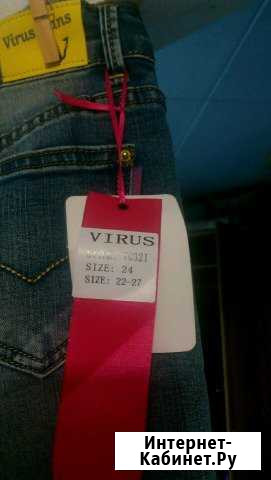 Virus
VIRUS
SIZE: 24
SIZE: 22-27
Интернет-
Кабинет.Ру